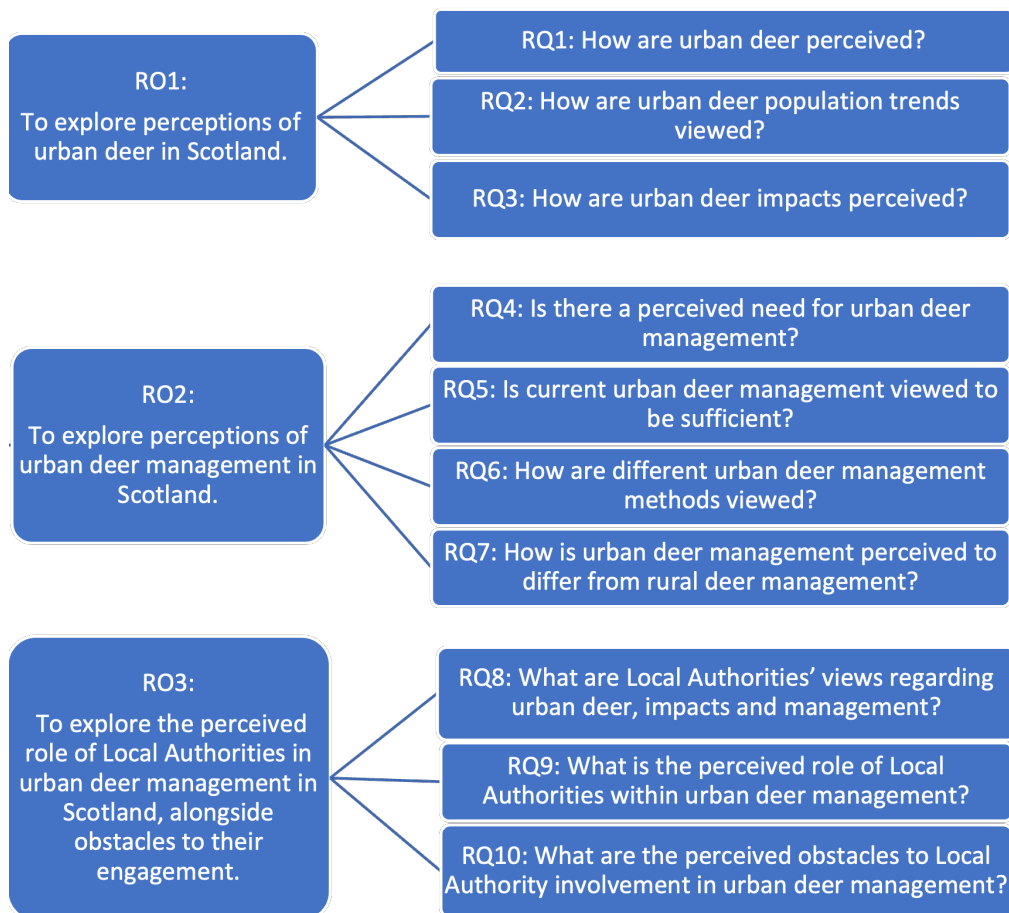 RO1:
To explore perceptions of
urban deer in Scotland.
RQ1: How are urban deer perceived?
RQ2: How are urban deer population trends
viewed?
RQ3: How are urban deer impacts perceived?
RO2:
To explore perceptions of
urban deer management in
Scotland.
RQ4: Is there a perceived need for urban deer
management?
RQ5: Is current urban deer management viewed to
be sufficient?
RQ6: How are different urban deer management
methods viewed?
RQ7: How is urban deer management perceived to
differ from rural deer management?
RO3:
To explore the perceived
role of Local Authorities in
urban deer management in
Scotland, alongside
obstacles to their
engagement.
RQ8: What are Local Authorities’ views regarding
urban deer, impacts and management?
RQ9: What is the perceived role of Local
Authorities within urban deer management?
RQ10: What are the perceived obstacles to Local
Authority involvement in urban deer management?